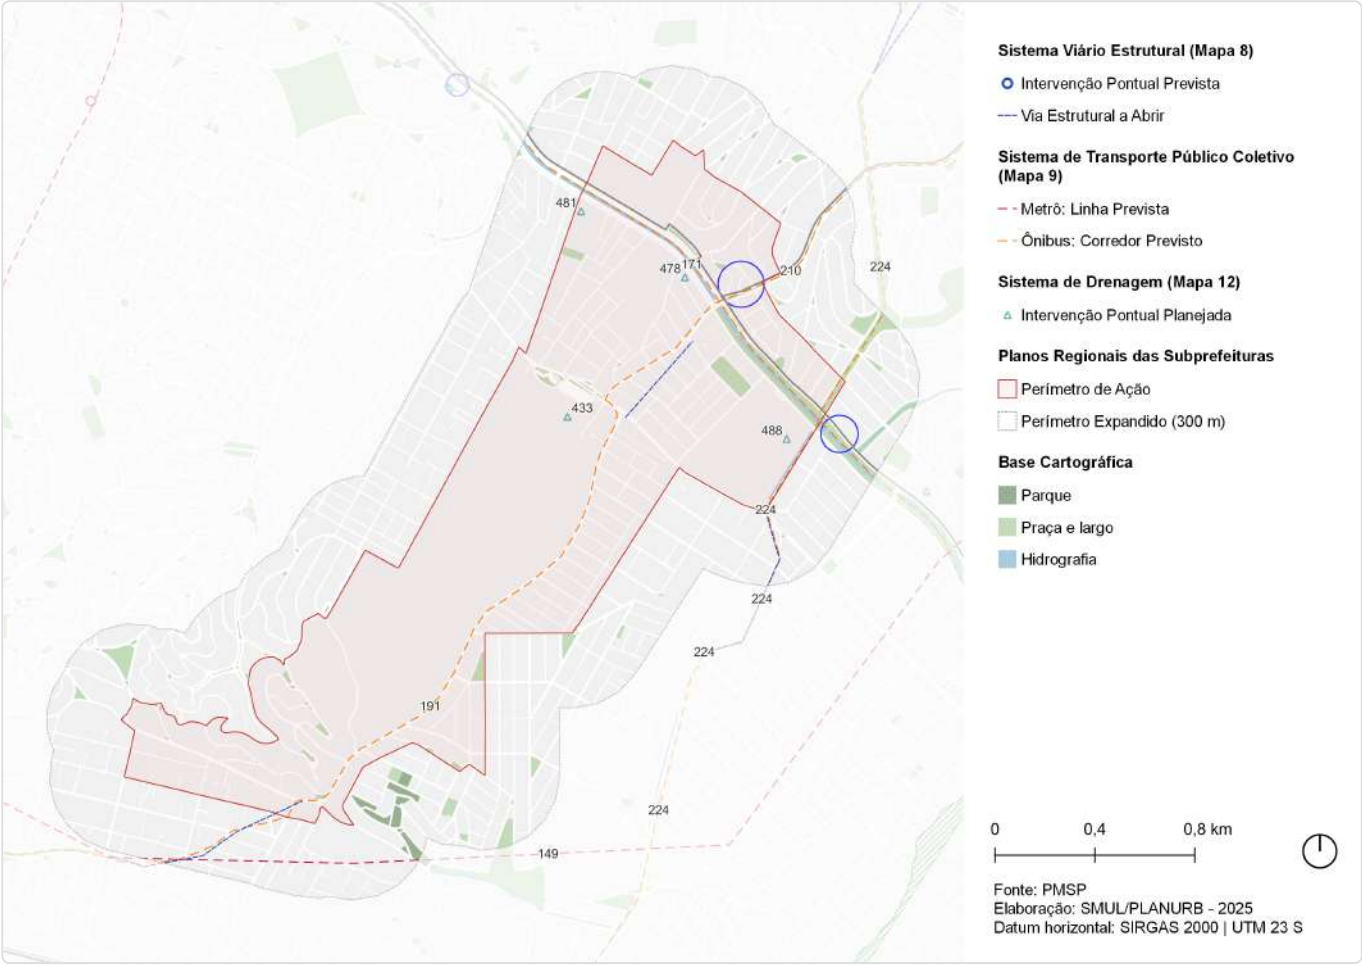 Sistema Viário Estrutural (Mapa 8)
Intervenção Pontual Prevista
Via Estrutural a Abrir
Sistema de Transporte Público Coletivo
(Mapa 9)
Metrô: Linha Prevista
Ônibus: Corredor Previsto
Sistema de Drenagem (Mapa 12)
Intervenção Pontual Planejada
Planos Regionais das Subprefeituras
Perímetro de Ação
Perímetro Expandido (300 m)
Base Cartográfica
Parque
Praça e largo
Hidrografia
481
478
171
210
224
433
488
224
224
224
191
224
149
0 0,4 0,8 km
Fonte: PMSP
Elaboração: SMUL/PLANURB - 2025
Datum horizontal: SIRGAS 2000 | UTM 23 S